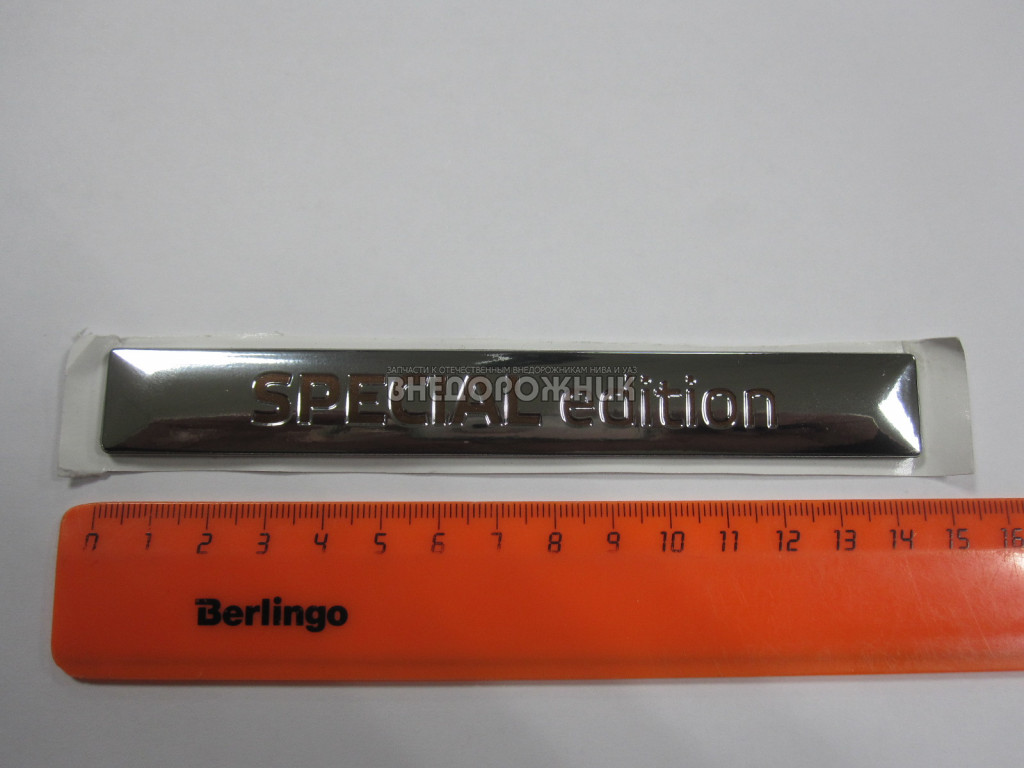 ЗАПЧАСТИ К ОТЕЧЕСТВЕННЫМ ВНЕДОРОЖНИКАМ НИВА И УАЗ
ВНЕДОРОЖНИК
SPECIAL edition
0 1 2 3 4 5 6 7 8 9 10 11 12 13 14 15 16
Berlingo